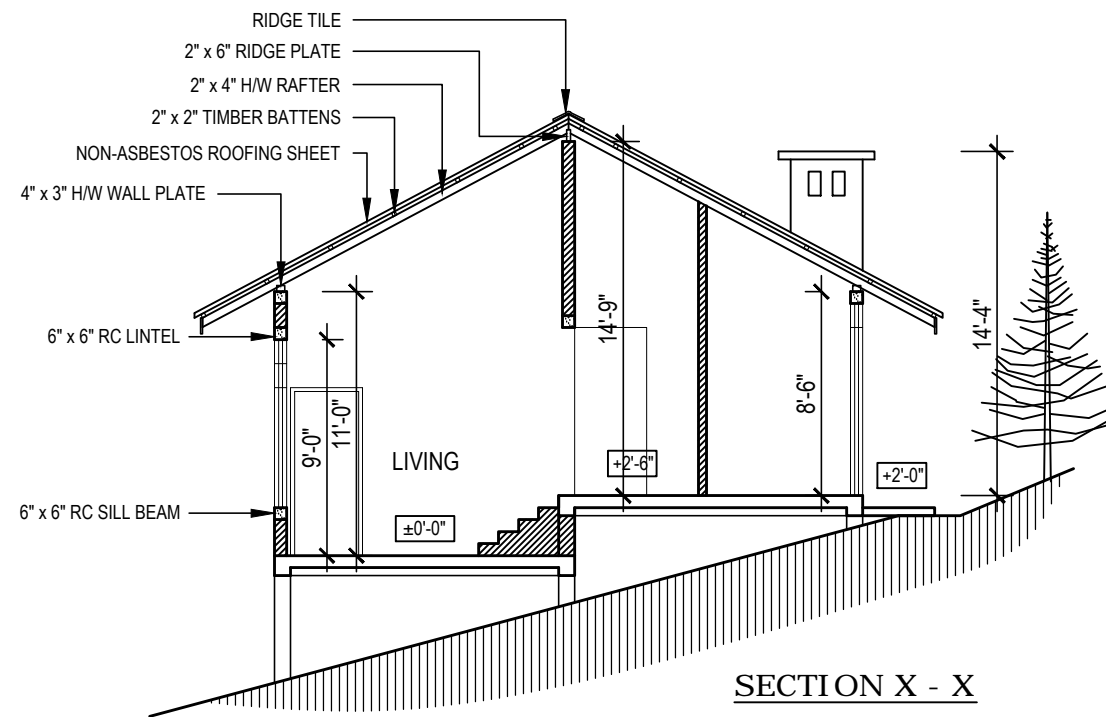 RIDGE TILE
2" x 6" RIDGE PLATE
2" x 4" H/W RAFTER
2" x 2" TIMBER BATTENS
NON-ASBESTOS ROOFING SHEET
4" x 3" H/W WALL PLATE
6" x 6" RC LINTEL
14'-9"
14'-4"
8'-6"
11'-0"
9'-0"
LIVING
+2'-6"
+2'-0"
6" x 6" RC SILL BEAM
±0'-0"
SECTION X - X